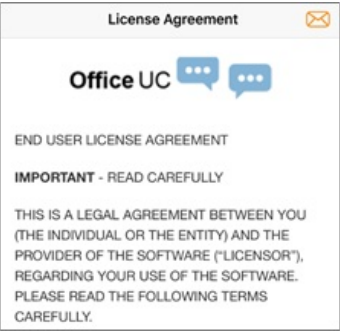 License Agreement
Office UC
END USER LICENSE AGREEMENT
IMPORTANT - READ CAREFULLY
THIS IS A LEGAL AGREEMENT BETWEEN YOU
(THE INDIVIDUAL OR THE ENTITY) AND THE
PROVIDER OF THE SOFTWARE ("LICENSOR"),
REGARDING YOUR USE OF THE SOFTWARE.
PLEASE READ THE FOLLOWING TERMS
CAREFULLY.